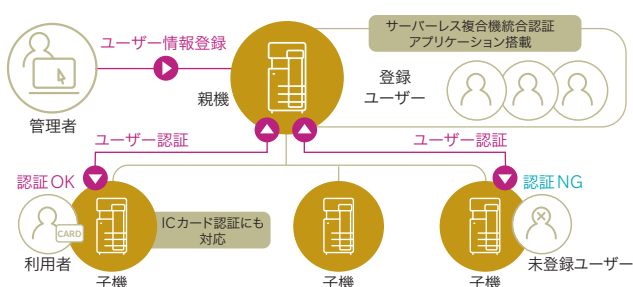 ユーザー情報登録
サーバーレス複合機統合認証
アプリケーション搭載
登録
ユーザー
親機
管理者
ユーザー認証
ユーザー認証
認証OK
認証NG
CARD
ICカード認証にも
対応
利用者
未登録ユーザー
子機
子機
子機